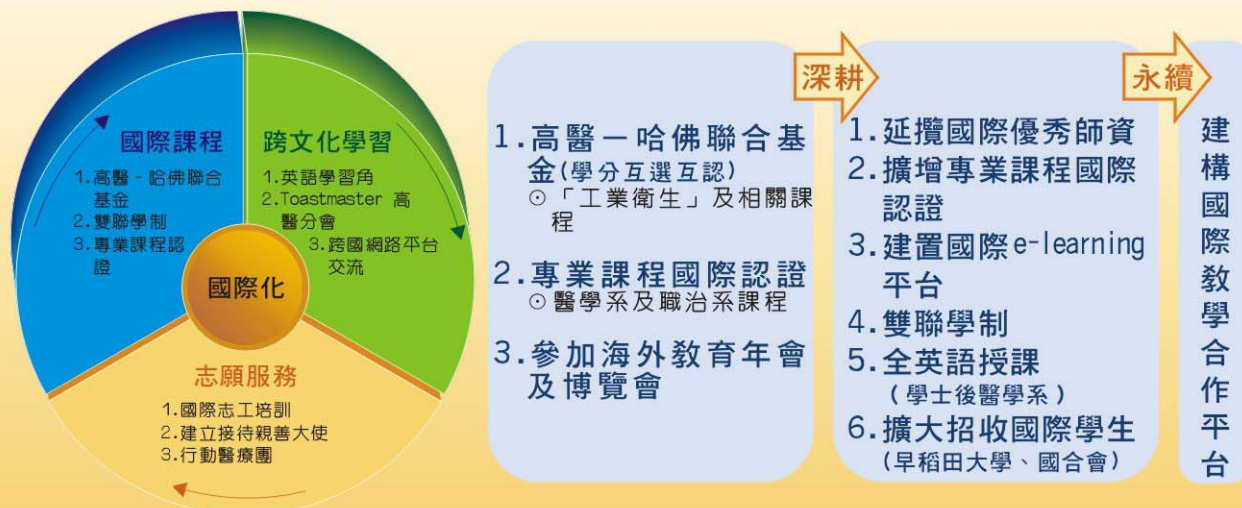 國際課程
1.高醫-哈佛聯合
基金
2.雙聯學制
3.專業課程認
證
跨文化學習
1.英語學習角
2.Toastmaster 高
醫分會
3.跨國網路平台
交流
國際化
志願服務
1.國際志工培訓
2.建立接待親善大使
3.行動醫療團
1.高醫—哈佛聯合基
金(學分互選互認)
⊙「工業衛生」及相關課
程
2.專業課程國際認證
⊙醫學系及職治系課程
3.參加海外教育年會
及博覽會
深耕
1.延攬國際優秀師資
2.擴增專業課程國際
認證
3.建置國際e-learning
平台
4.雙聯學制
5.全英語授課
(學士後醫學系)
6.擴大招收國際學生
(早稻田大學、國合會)
永續
建構國際教學合作平台